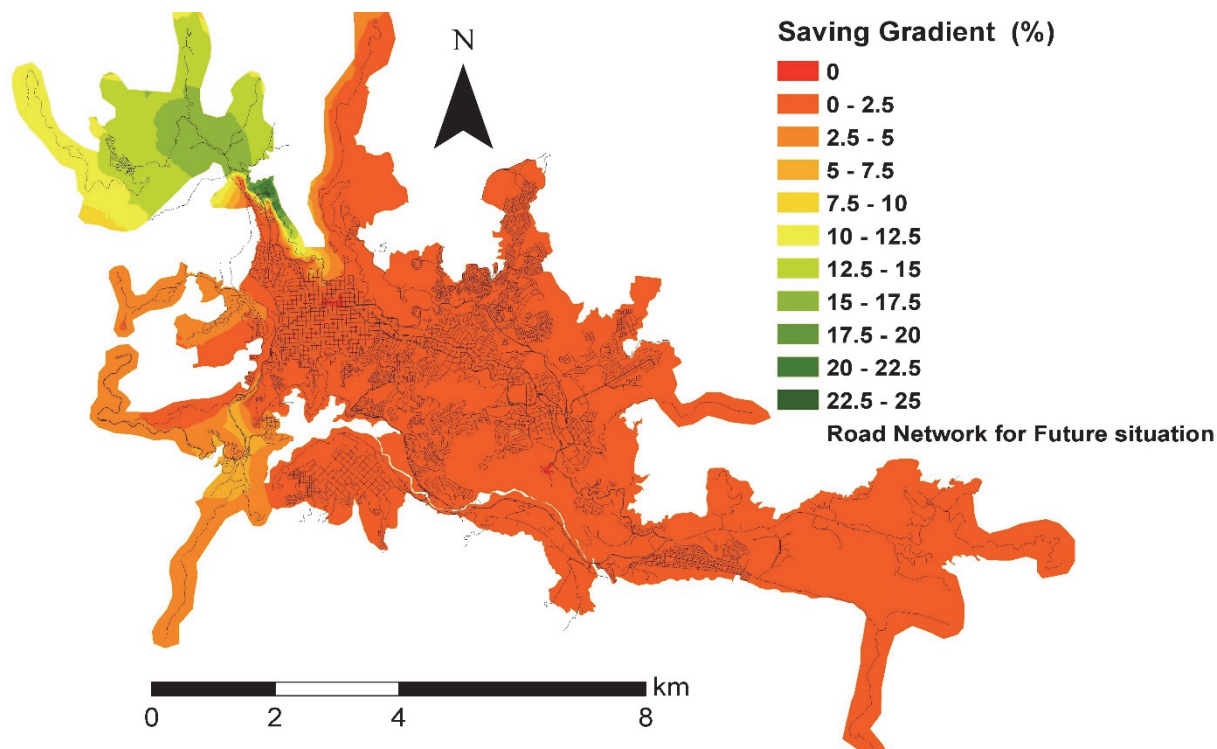 N
Saving Gradient (%)
0
0 - 2.5
2.5 - 5
5 - 7.5
7.5 - 10
10 - 12.5
12.5 - 15
15 - 17.5
17.5 - 20
20 - 22.5
22.5 - 25
Road Network for Future situation
km
0 2 4 8